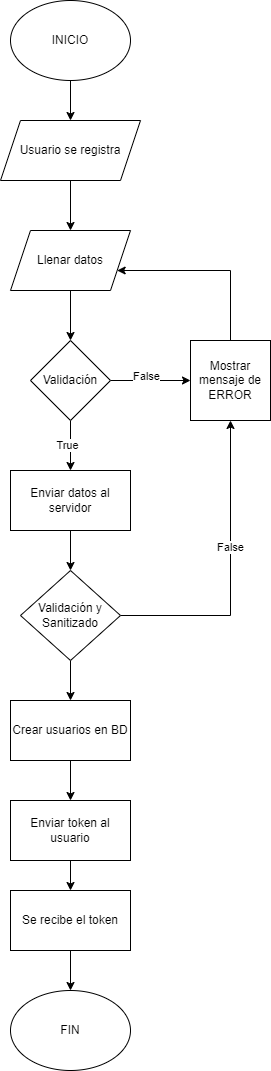 INICIO
Usuario se registra
Llenar datos
Validación
False
Mostrar
mensaje de
ERROR
True
Enviar datos al
servidor
False
Validación y
Sanitizado
Crear usuarios en BD
Enviar token al
usuario
Se recibe el token
FIN